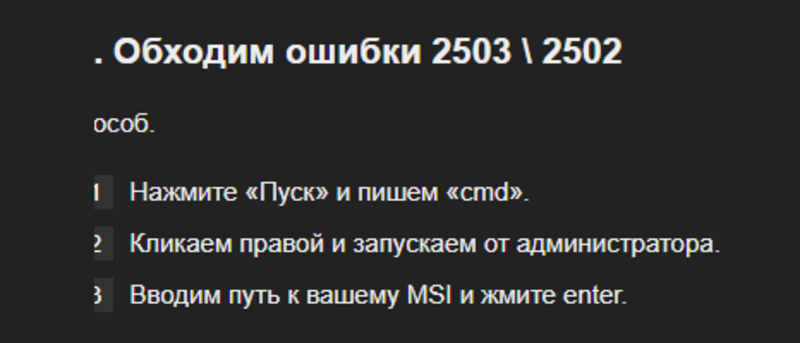 . Обходим ошибки 2503 \ 2502
особ.
1 Нажмите «Пуск» и пишем «cmd».
2 Кликаем правой и запускаем от администратора.
3 Вводим путь к вашему MSI и жмите enter.